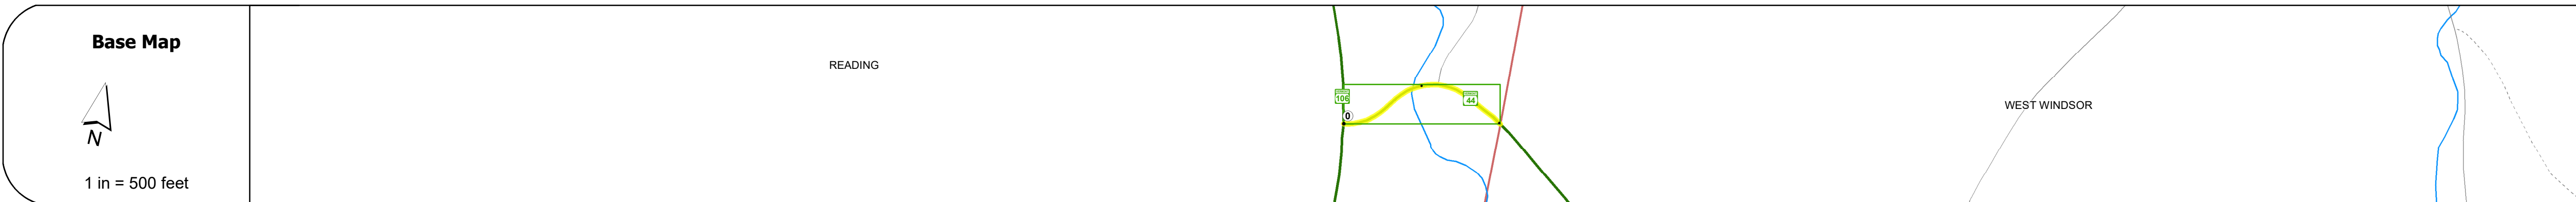 Base Map
N
1 in = 500 feet
READING
106
0
44
WEST WINDSOR